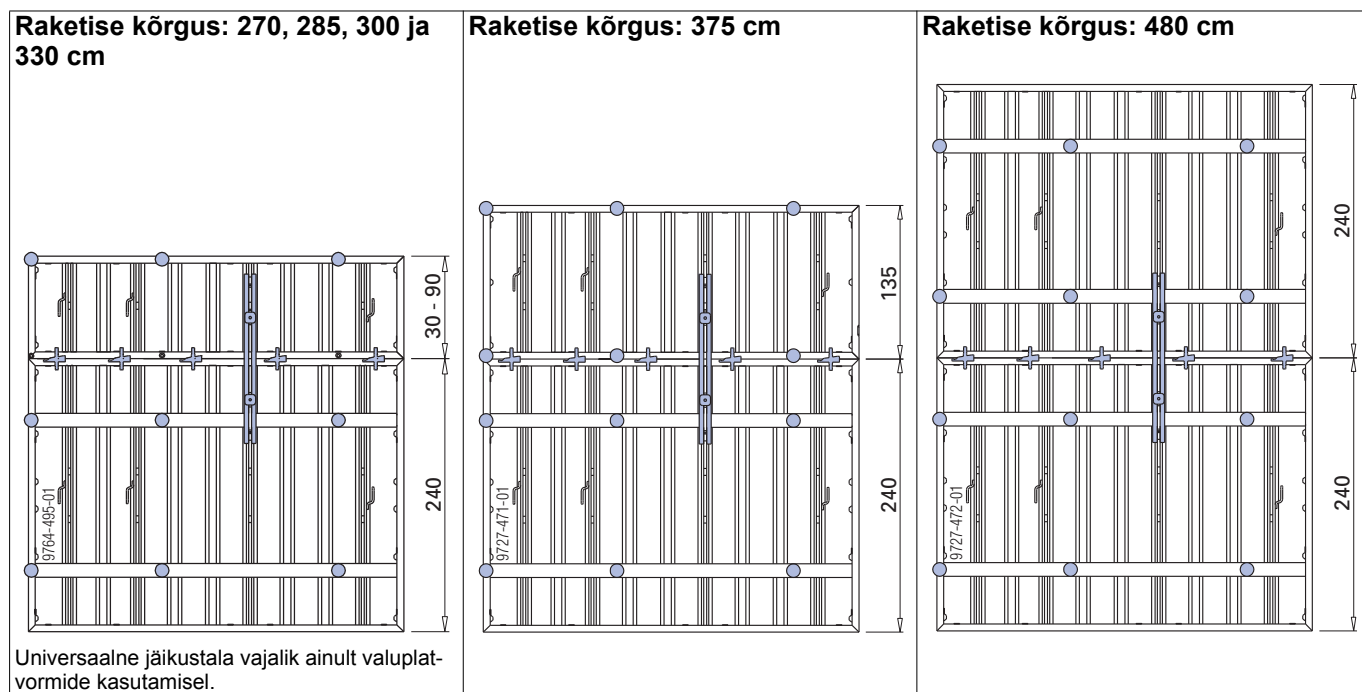 Raketise kõrgus: 270, 285, 300 ja
330 cm
30 - 90
240
9764-495-01
Universaalne jäikustala vajalik ainult valuplat-
vormide kasutamisel.
Raketise kõrgus: 375 cm
135
240
9727-471-01
Raketise kõrgus: 480 cm
240
240
9727-472-01